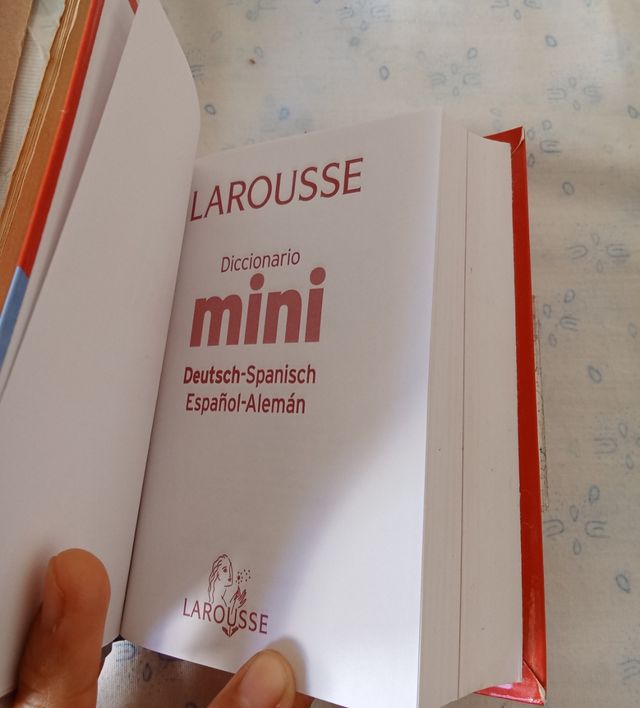 LAROUSSE
Diccionario
mini
Deutsch-Spanisch
Español-Alemán
LAROUSSE